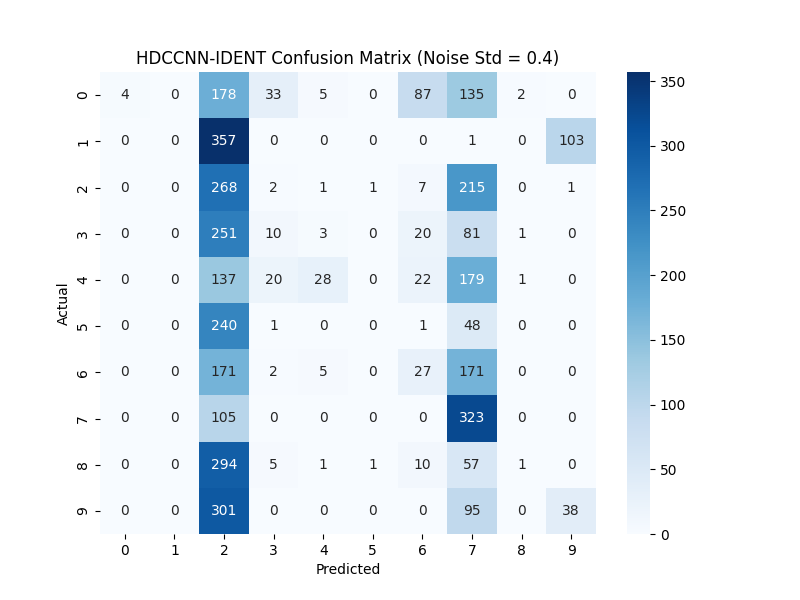 HDCCNN-IDENT Confusion Matrix (Noise Std = 0.4)
0 4 0 178 33 5 0 87 135 2 0
1 0 0 357 0 0 0 0 1 0 103
2 0 0 268 2 1 1 7 215 0 1
3 0 0 251 10 3 0 20 81 1 0
4 0 0 137 20 28 0 22 179 1 0
5 0 0 240 1 0 0 1 48 0 0
6 0 0 171 2 5 0 27 171 0 0
7 0 0 105 0 0 0 0 323 0 0
8 0 0 294 5 1 1 10 57 1 0
9 0 0 301 0 0 0 0 95 0 38
0 1 2 3 4 5 6 7 8 9
Predicted
Actual
350
300
250
200
150
100
50
0